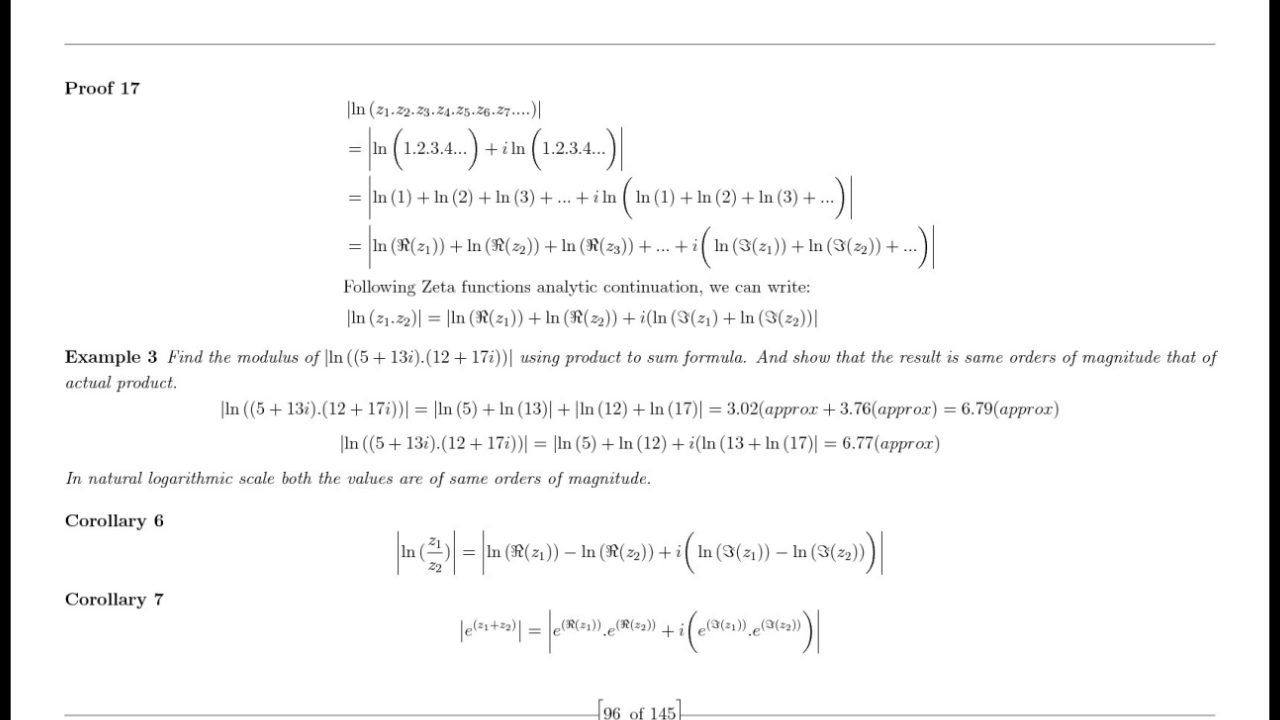 Proof 17
|ln (z₁.z₂.z₃.z₄.z₅.z₆.z₇....)|
= |ln (1.2.3.4...) + i ln (1.2.3.4...)|
= |ln (1) + ln (2) + ln (3) + ... + i ln ( ln (1) + ln (2) + ln (3) + ...)|
= |ln (ℜ(z₁)) + ln (ℜ(z₂)) + ln (ℜ(z₃)) + ... + i( ln (ℑ(z₁)) + ln (ℑ(z₂)) + ...)|
Following Zeta functions analytic continuation, we can write:
|ln (z₁.z₂)| = |ln (ℜ(z₁)) + ln (ℜ(z₂)) + i(ln (ℑ(z₁) + ln (ℑ(z₂))|
Example 3 Find the modulus of |ln ((5 + 13i).(12 + 17i))| using product to sum formula. And show that the result is same orders of magnitude that of
actual product.
|ln ((5 + 13i).(12 + 17i))| = |ln (5) + ln (13)| + |ln (12) + ln (17)| = 3.02(approx + 3.76(approx) = 6.79(approx)
|ln ((5 + 13i).(12 + 17i))| = |ln (5) + ln (12) + i(ln (13 + ln (17)| = 6.77(approx)
In natural logarithmic scale both the values are of same orders of magnitude.
Corollary 6
|ln (z₁/z₂)| = |ln (ℜ(z₁)) − ln (ℜ(z₂)) + i( ln (ℑ(z₁)) − ln (ℑ(z₂)))|
Corollary 7
|e^(z₁+z₂)| = |e^(ℜ(z₁)).e^(ℜ(z₂)) + i(e^(ℑ(z₁)).e^(ℑ(z₂)))|
[96 of 145]